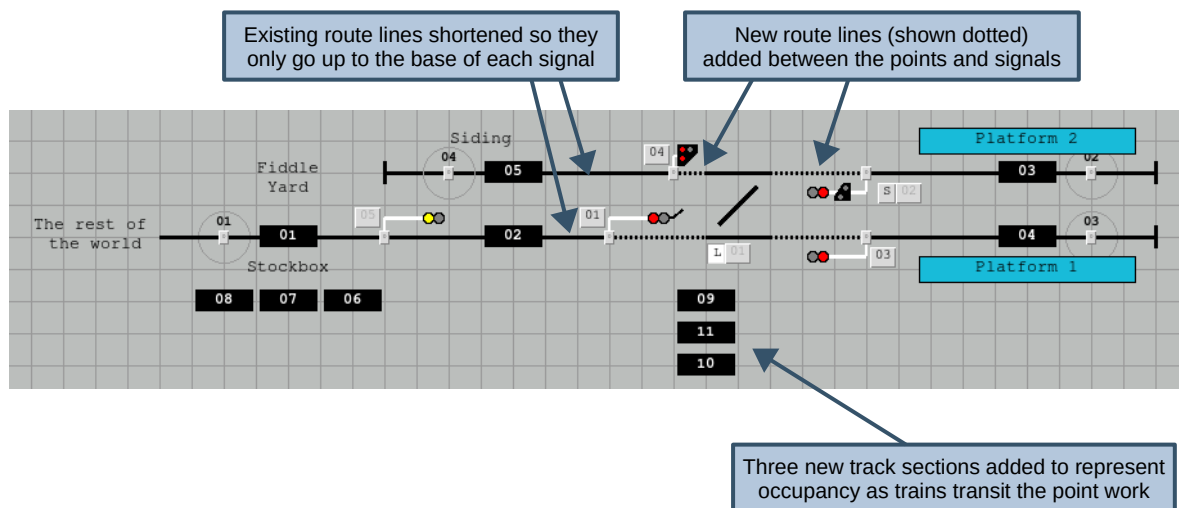 Existing route lines shortened so they
only go up to the base of each signal
New route lines (shown dotted)
added between the points and signals
Siding
Platform 2
04
04
05
03
02
Fiddle
Yard
S 02
The rest of
the world
01
01
05
02
01
L 01
03
04
03
Stockbox
Platform 1
08 07 06
09
11
10
Three new track sections added to represent
occupancy as trains transit the point work